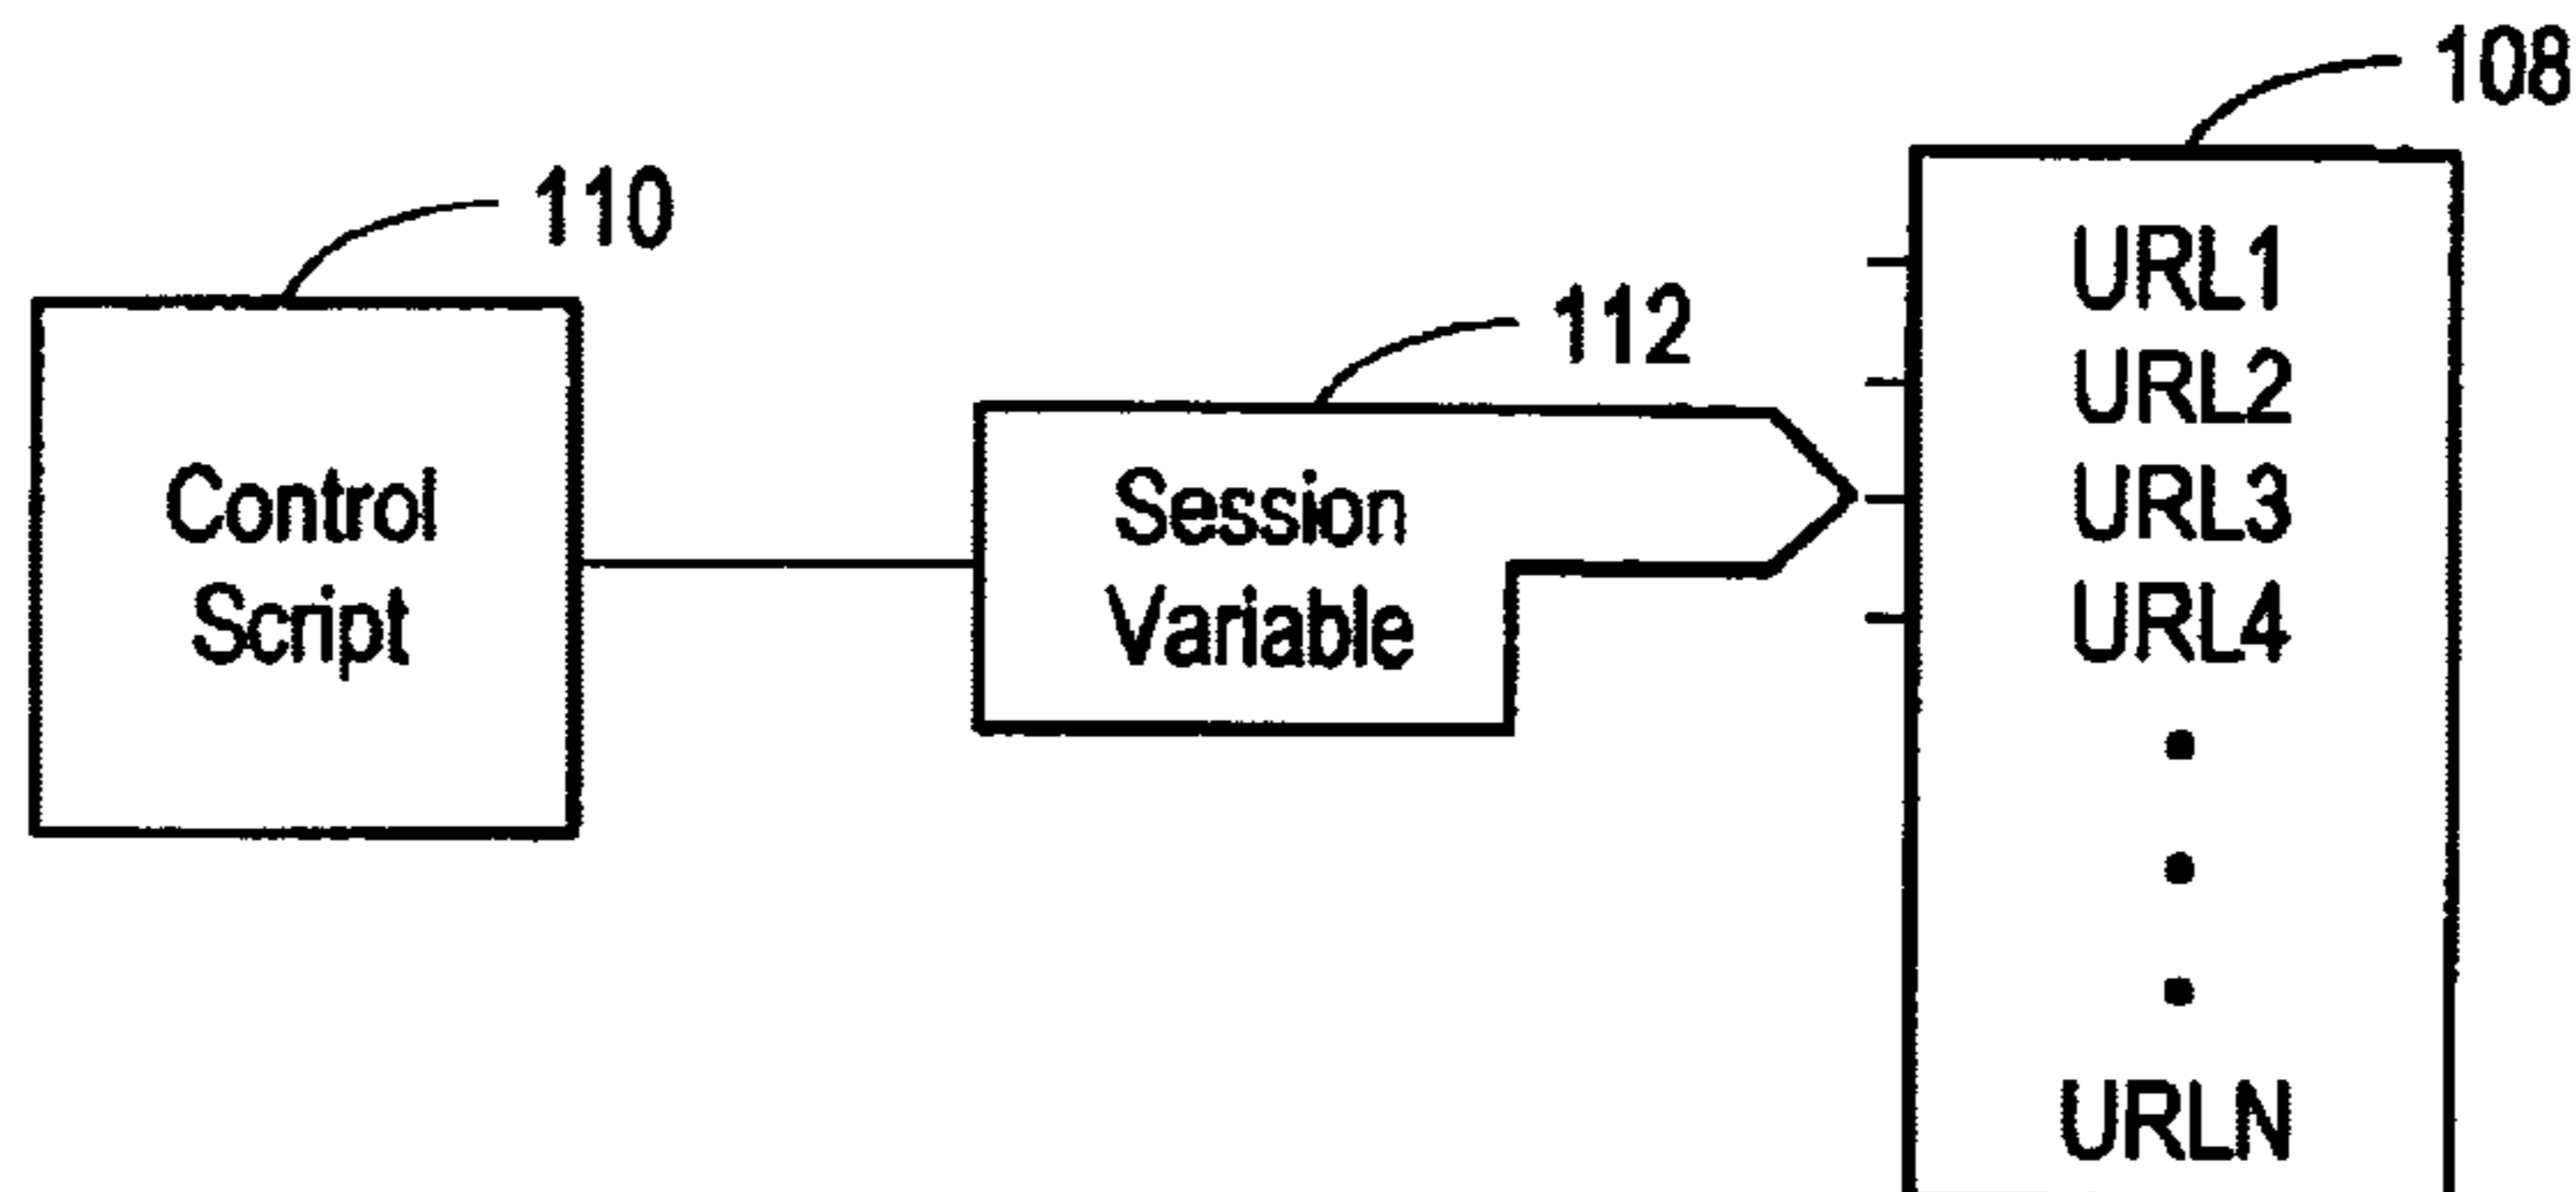 108
110
112
Control
Script
Session
Variable
URL1
URL2
URL3
URL4
URLN